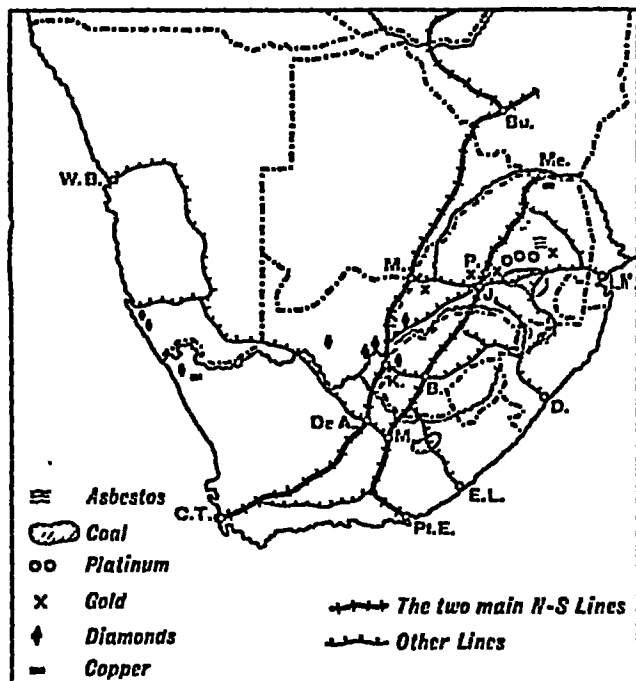 Bu.
Me.
W.B.
M.
P.
J.
L.M.
K.
B.
De A.
M.
D.
E.L.
C.T.
Pt.E.
Asbestos
Coal
Platinum
Gold
Diamonds
Copper
The two main N-S Lines
Other Lines